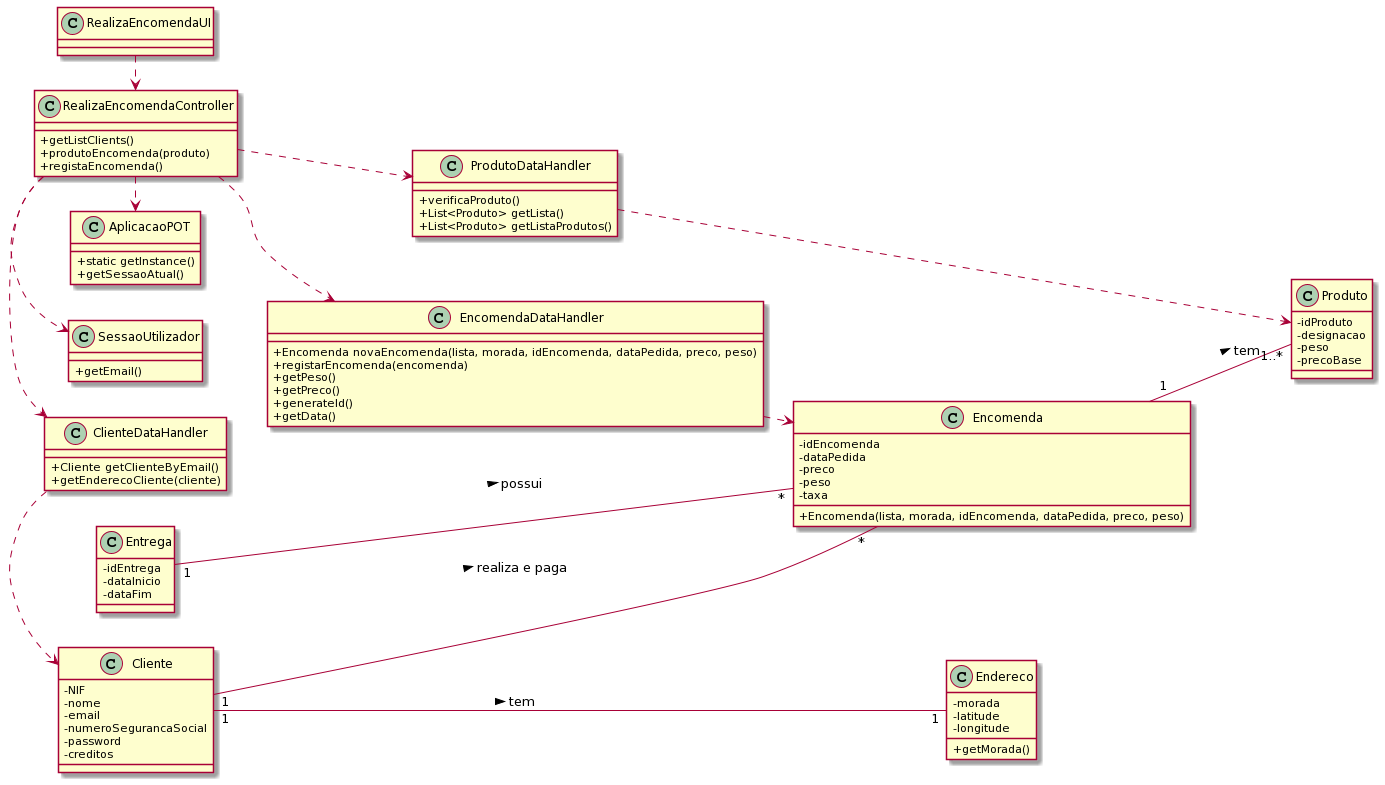 C RealizaEncomendaUI
C RealizaEncomendaController
+getListClients()
+produtoEncomenda(produto)
+registaEncomenda()
C ProdutoDataHandler
+verificaProduto()
+List<Produto> getLista()
+List<Produto> getListaProdutos()
C AplicacaoPOT
+static getInstance()
+getSessaoAtual()
C Produto
-idProduto
-designacao
-peso
-precoBase
C EncomendaDataHandler
+Encomenda novaEncomenda(lista, morada, idEncomenda, dataPedida, preco, peso)
+registarEncomenda(encomenda)
+getPeso()
+getPreco()
+generateId()
+getData()
C SessaoUtilizador
+getEmail()
tem
1..*
1
C Encomenda
-idEncomenda
-dataPedida
-preco
-peso
-taxa
+Encomenda(lista, morada, idEncomenda, dataPedida, preco, peso)
C ClienteDataHandler
+Cliente getClienteByEmail()
+getEnderecoCliente(cliente)
possui
*
C Entrega
-idEntrega
-dataInicio
-dataFim
1
realiza e paga
*
C Cliente
-NIF
-nome
-email
-numeroSegurancaSocial
-password
-creditos
1
tem
1
1
C Endereco
-morada
-latitude
-longitude
+getMorada()